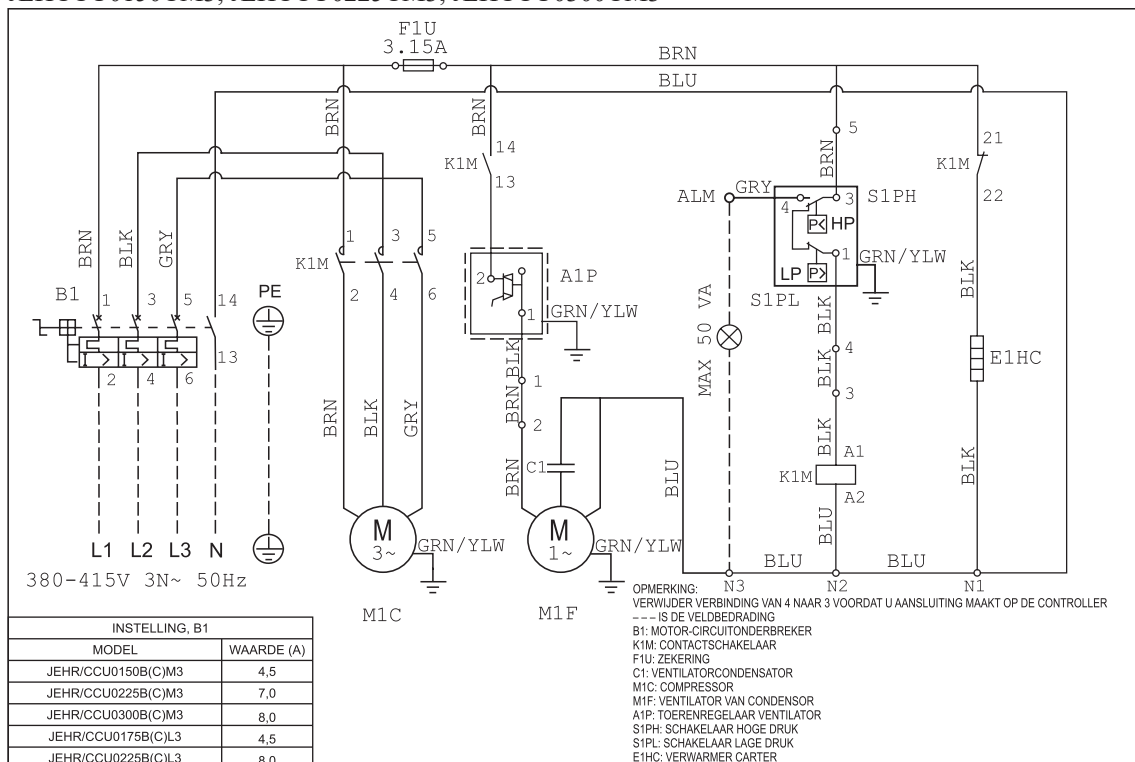 F1U
3.15A
BRN
BLU
BRN
BRN
14
K1M
13
5
BRN
21
K1M
22
ALM
GRY
4
3
S1PH
P<
HP
LP
P>
1
GRN/YLW
S1PL
BRN
BLK
GRY
B1
1
3
5
14
13
2
4
6
PE
1
3
5
K1M
2
4
6
2
A1P
1
GRN/YLW
BLK
1
BRN
2
BRN
C1
BLU
MAX 50 VA
BLK
4
BLK
3
BLK
A1
K1M
A2
BLU
BLK
E1HC
BLK
BRN
BLK
GRY
M
3~
GRN/YLW
M1C
M
1~
GRN/YLW
M1F
L1
L2
L3
N
380-415V 3N~ 50Hz
BLU
BLU
N3
N2
N1
INSTELLING, B1
MODEL WAARDE (A)
JEHR/CCU0150B(C)M3 4,5
JEHR/CCU0225B(C)M3 7,0
JEHR/CCU0300B(C)M3 8,0
JEHR/CCU0175B(C)L3 4,5
JEHR/CCU0225B(C)L3 8,0
OPMERKING:
VERWIJDER VERBINDING VAN 4 NAAR 3 VOORDAT U AANSLUITING MAAKT OP DE CONTROLLER
--- IS DE VELDBEDRADING
B1: MOTOR-CIRCUITONDERBREKER
K1M: CONTACTSCHAKELAAR
F1U: ZEKERING
C1: VENTILATORCONDENSATOR
M1C: COMPRESSOR
M1F: VENTILATOR VAN CONDENSOR
A1P: TOERENREGELAAR VENTILATOR
S1PH: SCHAKELAAR HOGE DRUK
S1PL: SCHAKELAAR LAGE DRUK
E1HC: VERWARMER CARTER